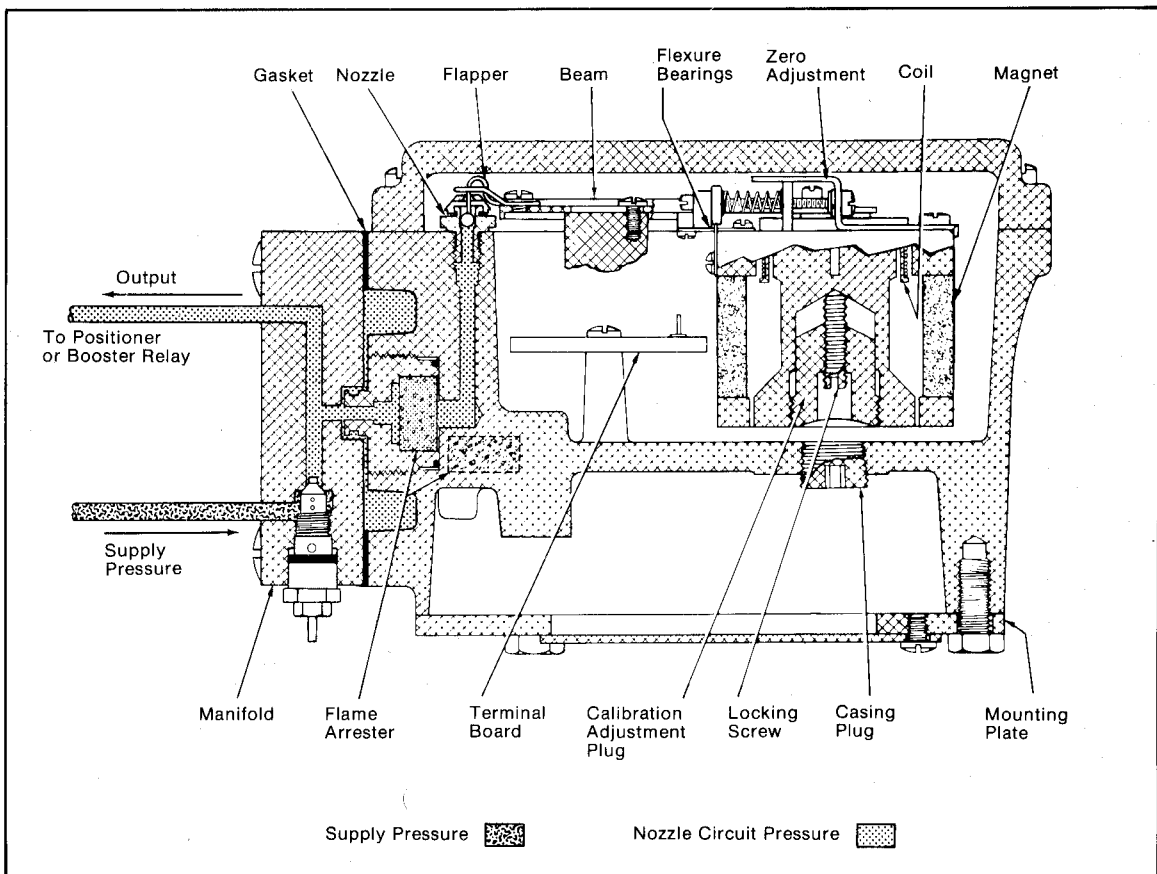 Gasket
Nozzle
Flapper
Beam
Flexure
Bearings
Zero
Adjustment
Coil
Magnet
Output
To Positioner
or Booster Relay
Supply
Pressure
Manifold
Flame
Arrester
Terminal
Board
Calibration
Adjustment
Plug
Locking
Screw
Casing
Plug
Mounting
Plate
Supply Pressure
Nozzle Circuit Pressure